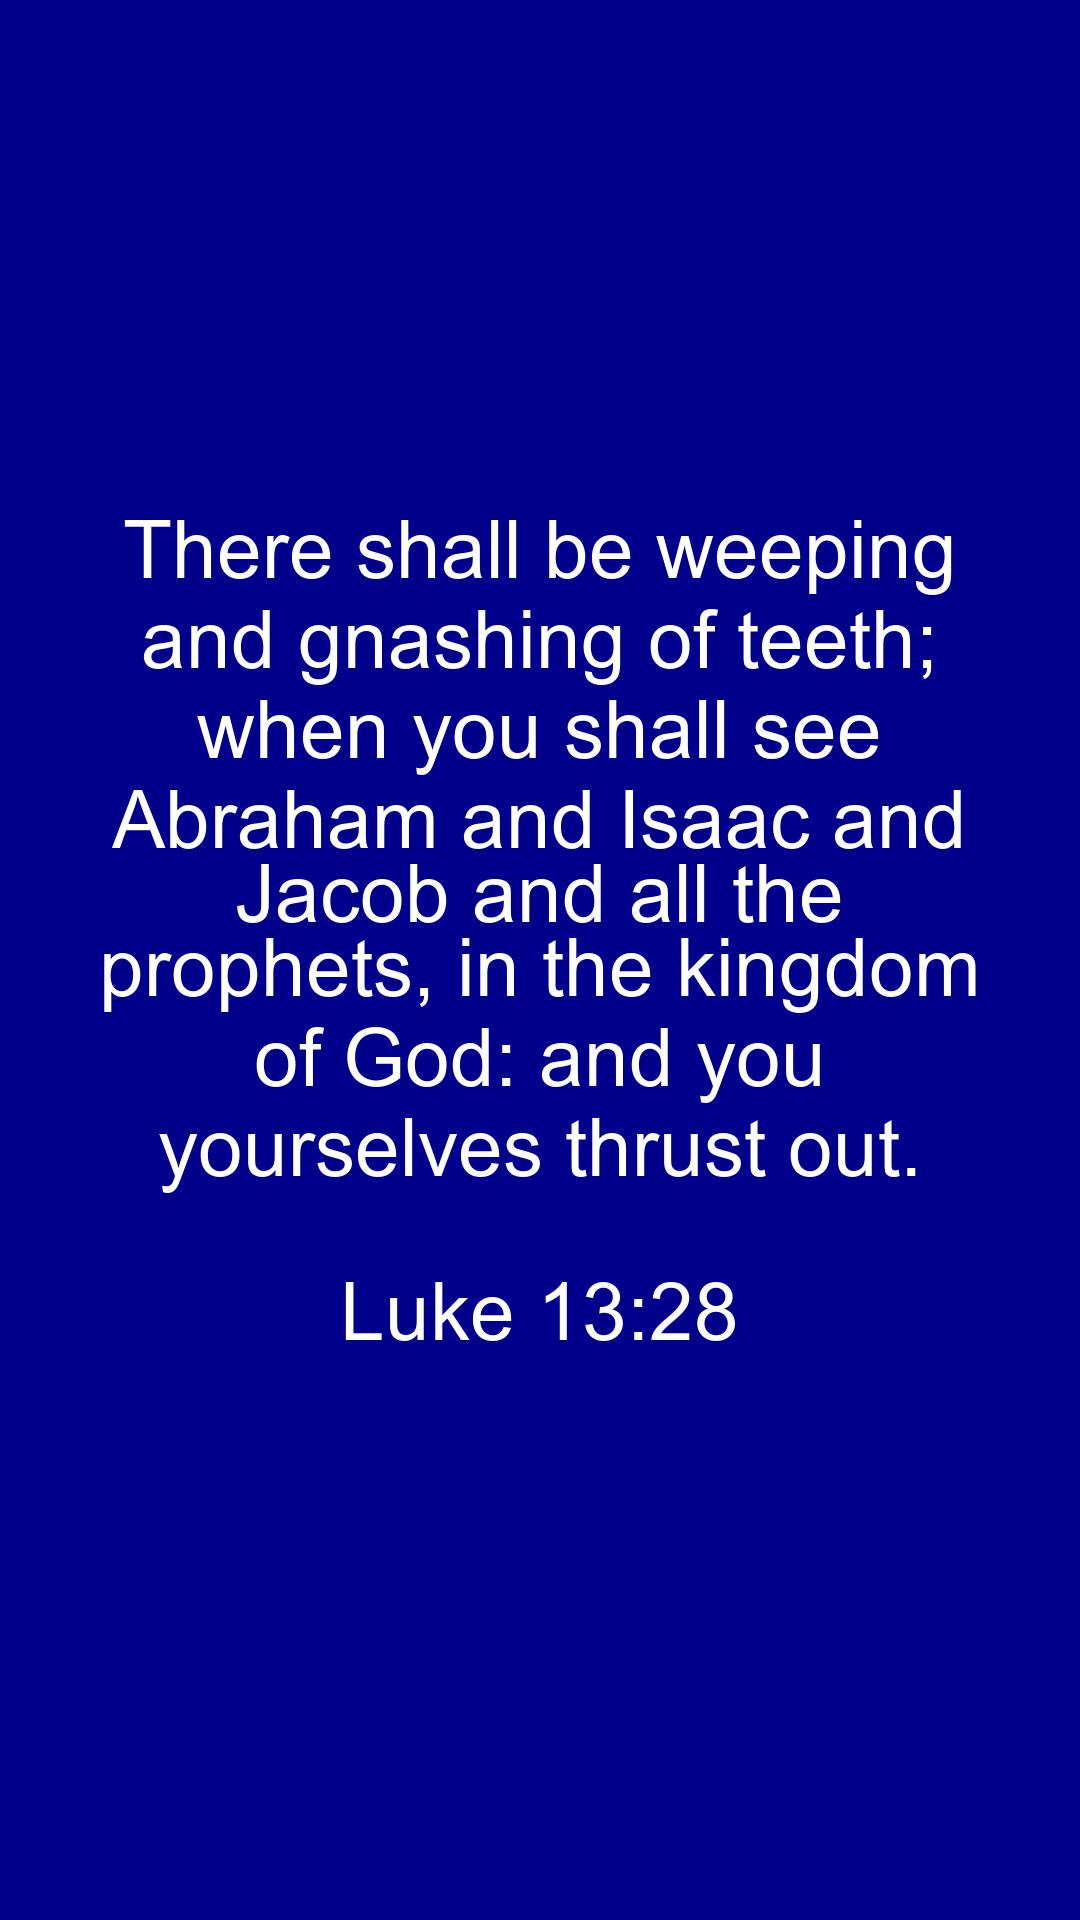 There shall be weeping
and gnashing of teeth;
when you shall see
Abraham and Isaac and
Jacob and all the
prophets, in the kingdom
of God: and you
yourselves thrust out.
Luke 13:28